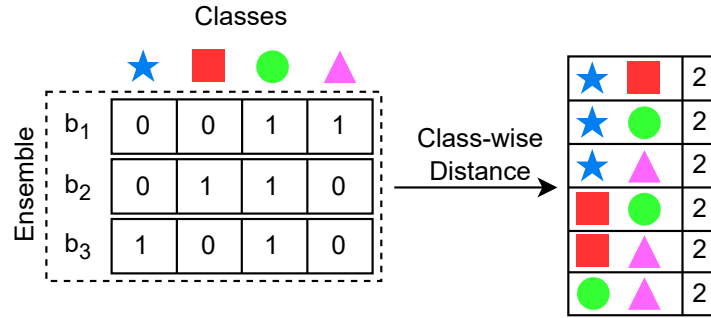 Classes
Ensemble
b1 0 0 1 1
b2 0 1 1 0
b3 1 0 1 0
Class-wise
Distance
2
2
2
2
2
2